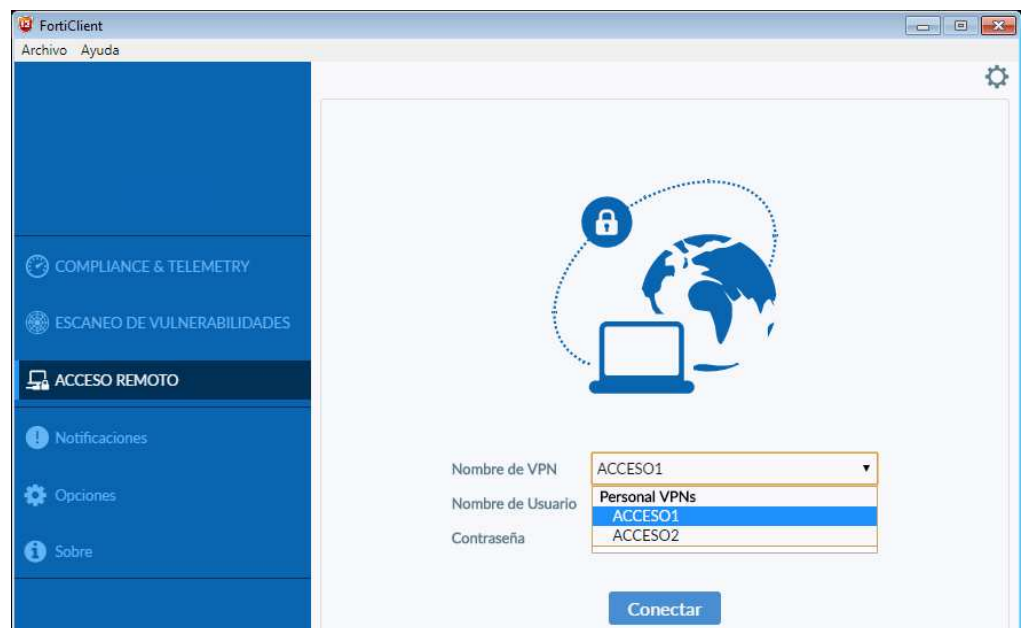 FortiClient
Archivo Ayuda
COMPLIANCE & TELEMETRY
ESCANEO DE VULNERABILIDADES
ACCESO REMOTO
Notificaciones
Opciones
Sobre
Nombre de VPN ACCESO1
Nombre de Usuario
Personal VPNs
ACCESO1
ACCESO2
Contraseña
Conectar